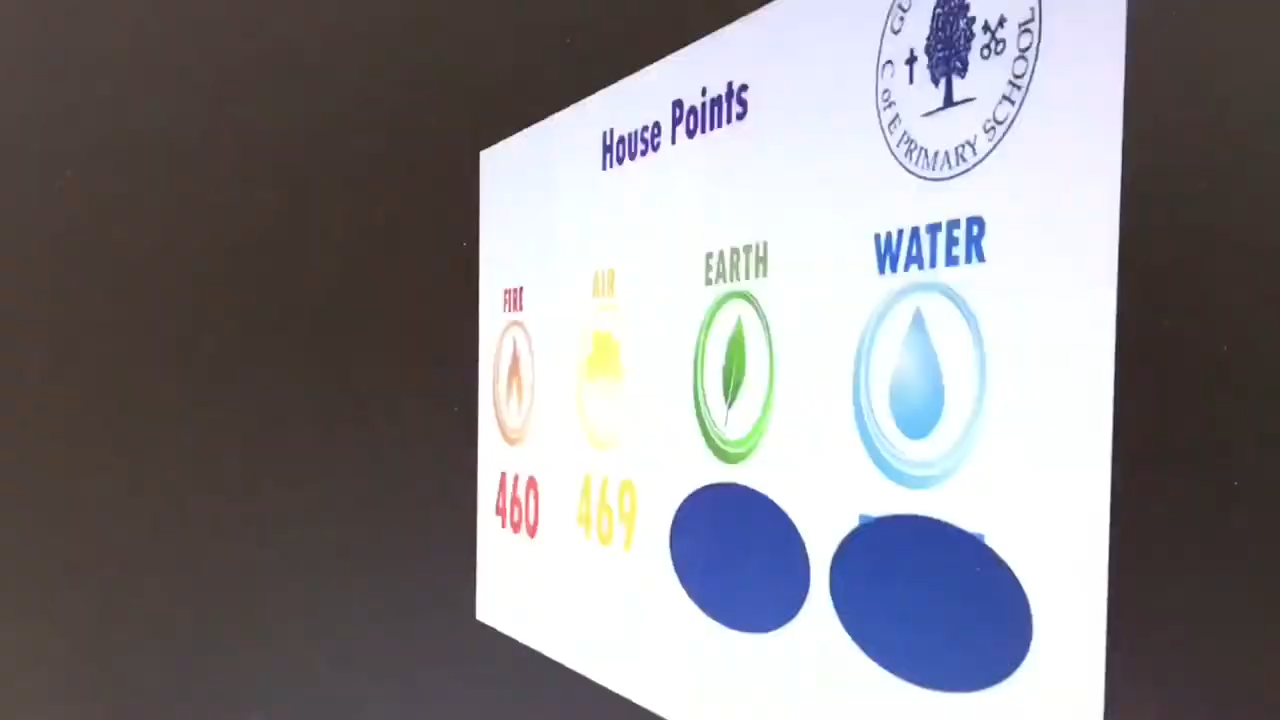 House Points
C of E PRIMARY SCHOOL
FIRE
AIR
EARTH
WATER
460
469